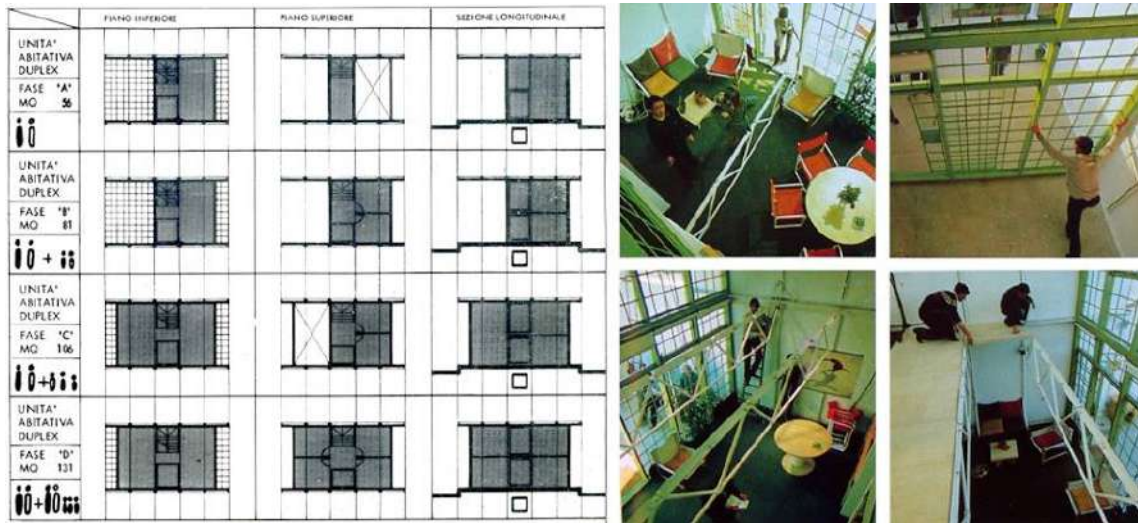 PIANO INFERIORE
PIANO SUPERIORE
SEZIONE LONGITUDINALE
UNITA'
ABITATIVA
DUPLEX
FASE "A"
MQ 56
UNITA'
ABITATIVA
DUPLEX
FASE "B"
MQ 81
+
UNITA'
ABITATIVA
DUPLEX
FASE "C"
MQ 106
+
UNITA'
ABITATIVA
DUPLEX
FASE "D"
MQ 131
+